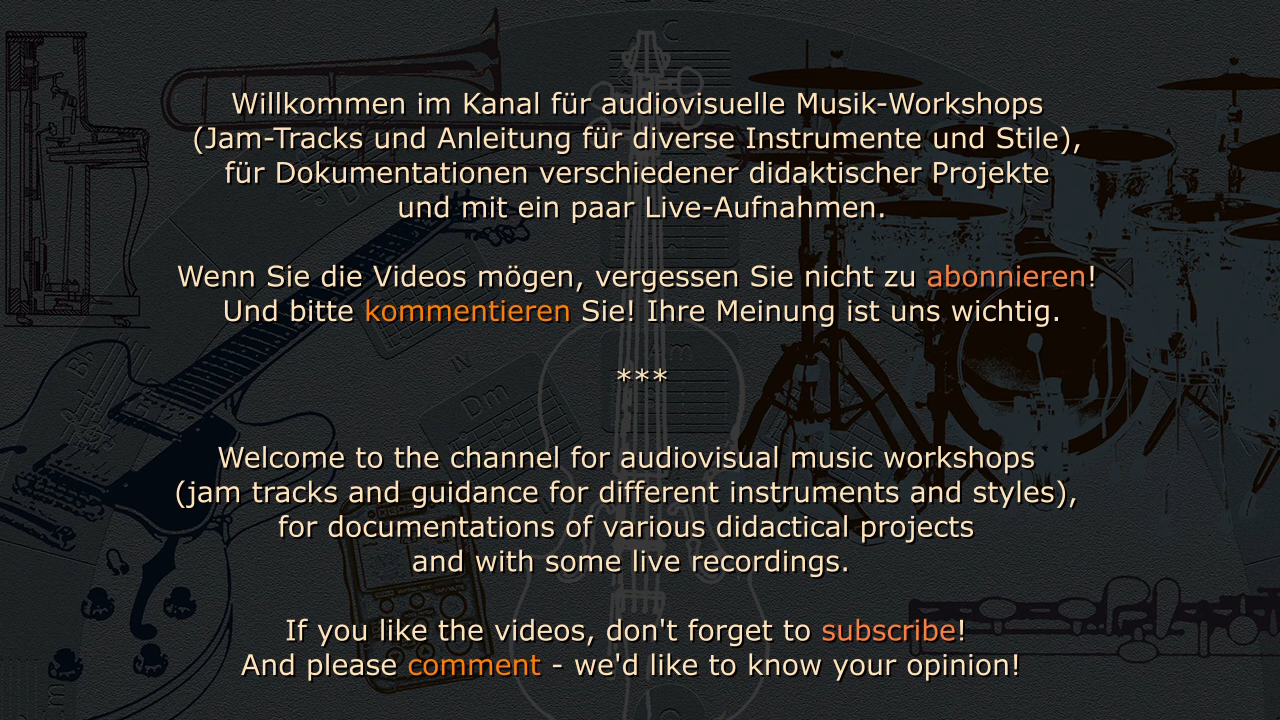 Willkommen im Kanal für audiovisuelle Musik-Workshops
(Jam-Tracks und Anleitung für diverse Instrumente und Stile),
für Dokumentationen verschiedener didaktischer Projekte
und mit ein paar Live-Aufnahmen.
Wenn Sie die Videos mögen, vergessen Sie nicht zu abonnieren!
Und bitte kommentieren Sie! Ihre Meinung ist uns wichtig.
***
Welcome to the channel for audiovisual music workshops
(jam tracks and guidance for different instruments and styles),
for documentations of various didactical projects
and with some live recordings.
If you like the videos, don't forget to subscribe!
And please comment - we'd like to know your opinion!